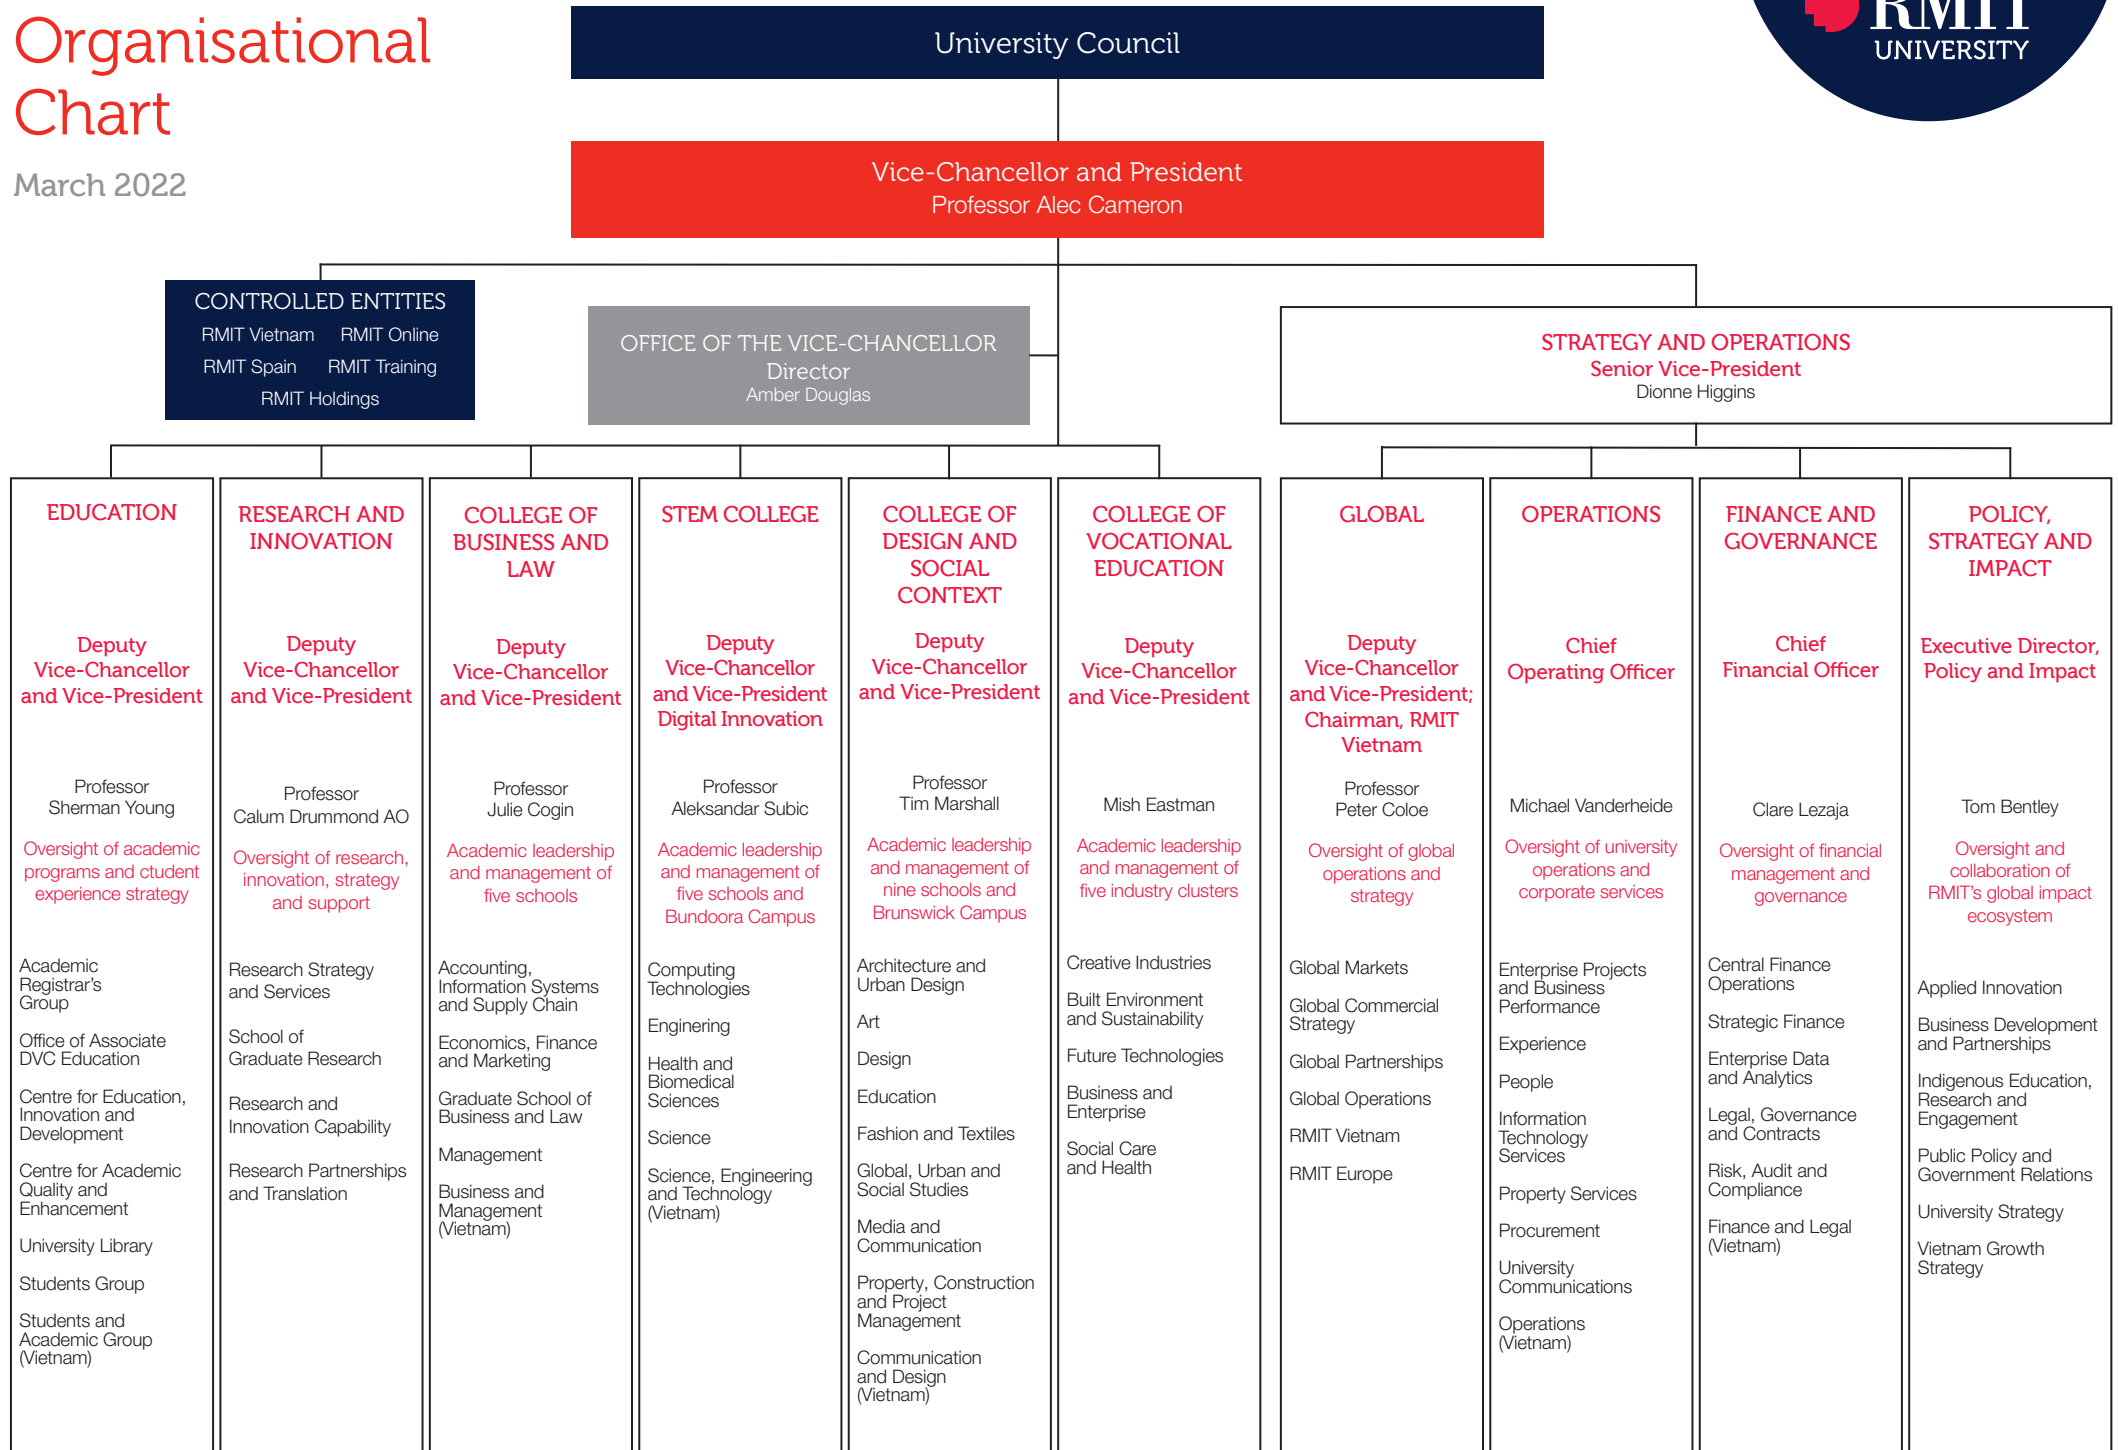 Organisational
Chart
March 2022
RMIT
UNIVERSITY
University Council
Vice-Chancellor and President
Professor Alec Cameron
CONTROLLED ENTITIES
RMIT Vietnam RMIT Online
RMIT Spain RMIT Training
RMIT Holdings
OFFICE OF THE VICE-CHANCELLOR
Director
Amber Douglas
STRATEGY AND OPERATIONS
Senior Vice-President
Dionne Higgins
EDUCATION
Deputy
Vice-Chancellor
and Vice-President
Professor
Sherman Young
Oversight of academic
programs and ctudent
experience strategy
Academic
Registrar's
Group
Office of Associate
DVC Education
Centre for Education,
Innovation and
Development
Centre for Academic
Quality and
Enhancement
University Library
Students Group
Students and
Academic Group
(Vietnam)
RESEARCH AND
INNOVATION
Deputy
Vice-Chancellor
and Vice-President
Professor
Calum Drummond AO
Oversight of research,
innovation, strategy
and support
Research Strategy
and Services
School of
Graduate Research
Research and
Innovation Capability
Research Partnerships
and Translation
COLLEGE OF
BUSINESS AND
LAW
Deputy
Vice-Chancellor
and Vice-President
Professor
Julie Cogin
Academic leadership
and management of
five schools
Accounting,
Information Systems
and Supply Chain
Economics, Finance
and Marketing
Graduate School of
Business and Law
Management
Business and
Management
(Vietnam)
STEM COLLEGE
Deputy
Vice-Chancellor
and Vice-President
Digital Innovation
Professor
Aleksandar Subic
Academic leadership
and management of
five schools and
Bundoora Campus
Computing
Technologies
Enginering
Health and
Biomedical
Sciences
Science
Science, Engineering
and Technology
(Vietnam)
COLLEGE OF
DESIGN AND
SOCIAL
CONTEXT
Deputy
Vice-Chancellor
and Vice-President
Professor
Tim Marshall
Academic leadership
and management of
nine schools and
Brunswick Campus
Architecture and
Urban Design
Art
Design
Education
Fashion and Textiles
Global, Urban and
Social Studies
Media and
Communication
Property, Construction
and Project
Management
Communication
and Design
(Vietnam)
COLLEGE OF
VOCATIONAL
EDUCATION
Deputy
Vice-Chancellor
and Vice-President
Mish Eastman
Academic leadership
and management of
five industry clusters
Creative Industries
Built Environment
and Sustainability
Future Technologies
Business and
Enterprise
Social Care
and Health
GLOBAL
Deputy
Vice-Chancellor
and Vice-President;
Chairman, RMIT
Vietnam
Professor
Peter Coloe
Oversight of global
operations and
strategy
Global Markets
Global Commercial
Strategy
Global Partnerships
Global Operations
RMIT Vietnam
RMIT Europe
OPERATIONS
Chief
Operating Officer
Michael Vanderheide
Oversight of university
operations and
corporate services
Enterprise Projects
and Business
Performance
Experience
People
Information
Technology
Services
Property Services
Procurement
University
Communications
Operations
(Vietnam)
FINANCE AND
GOVERNANCE
Chief
Financial Officer
Clare Lezaja
Oversight of financial
management and
governance
Central Finance
Operations
Strategic Finance
Enterprise Data
and Analytics
Legal, Governance
and Contracts
Risk, Audit and
Compliance
Finance and Legal
(Vietnam)
POLICY,
STRATEGY AND
IMPACT
Executive Director,
Policy and Impact
Tom Bentley
Oversight and
collaboration of
RMIT's global impact
ecosystem
Applied Innovation
Business Development
and Partnerships
Indigenous Education,
Research and
Engagement
Public Policy and
Government Relations
University Strategy
Vietnam Growth
Strategy